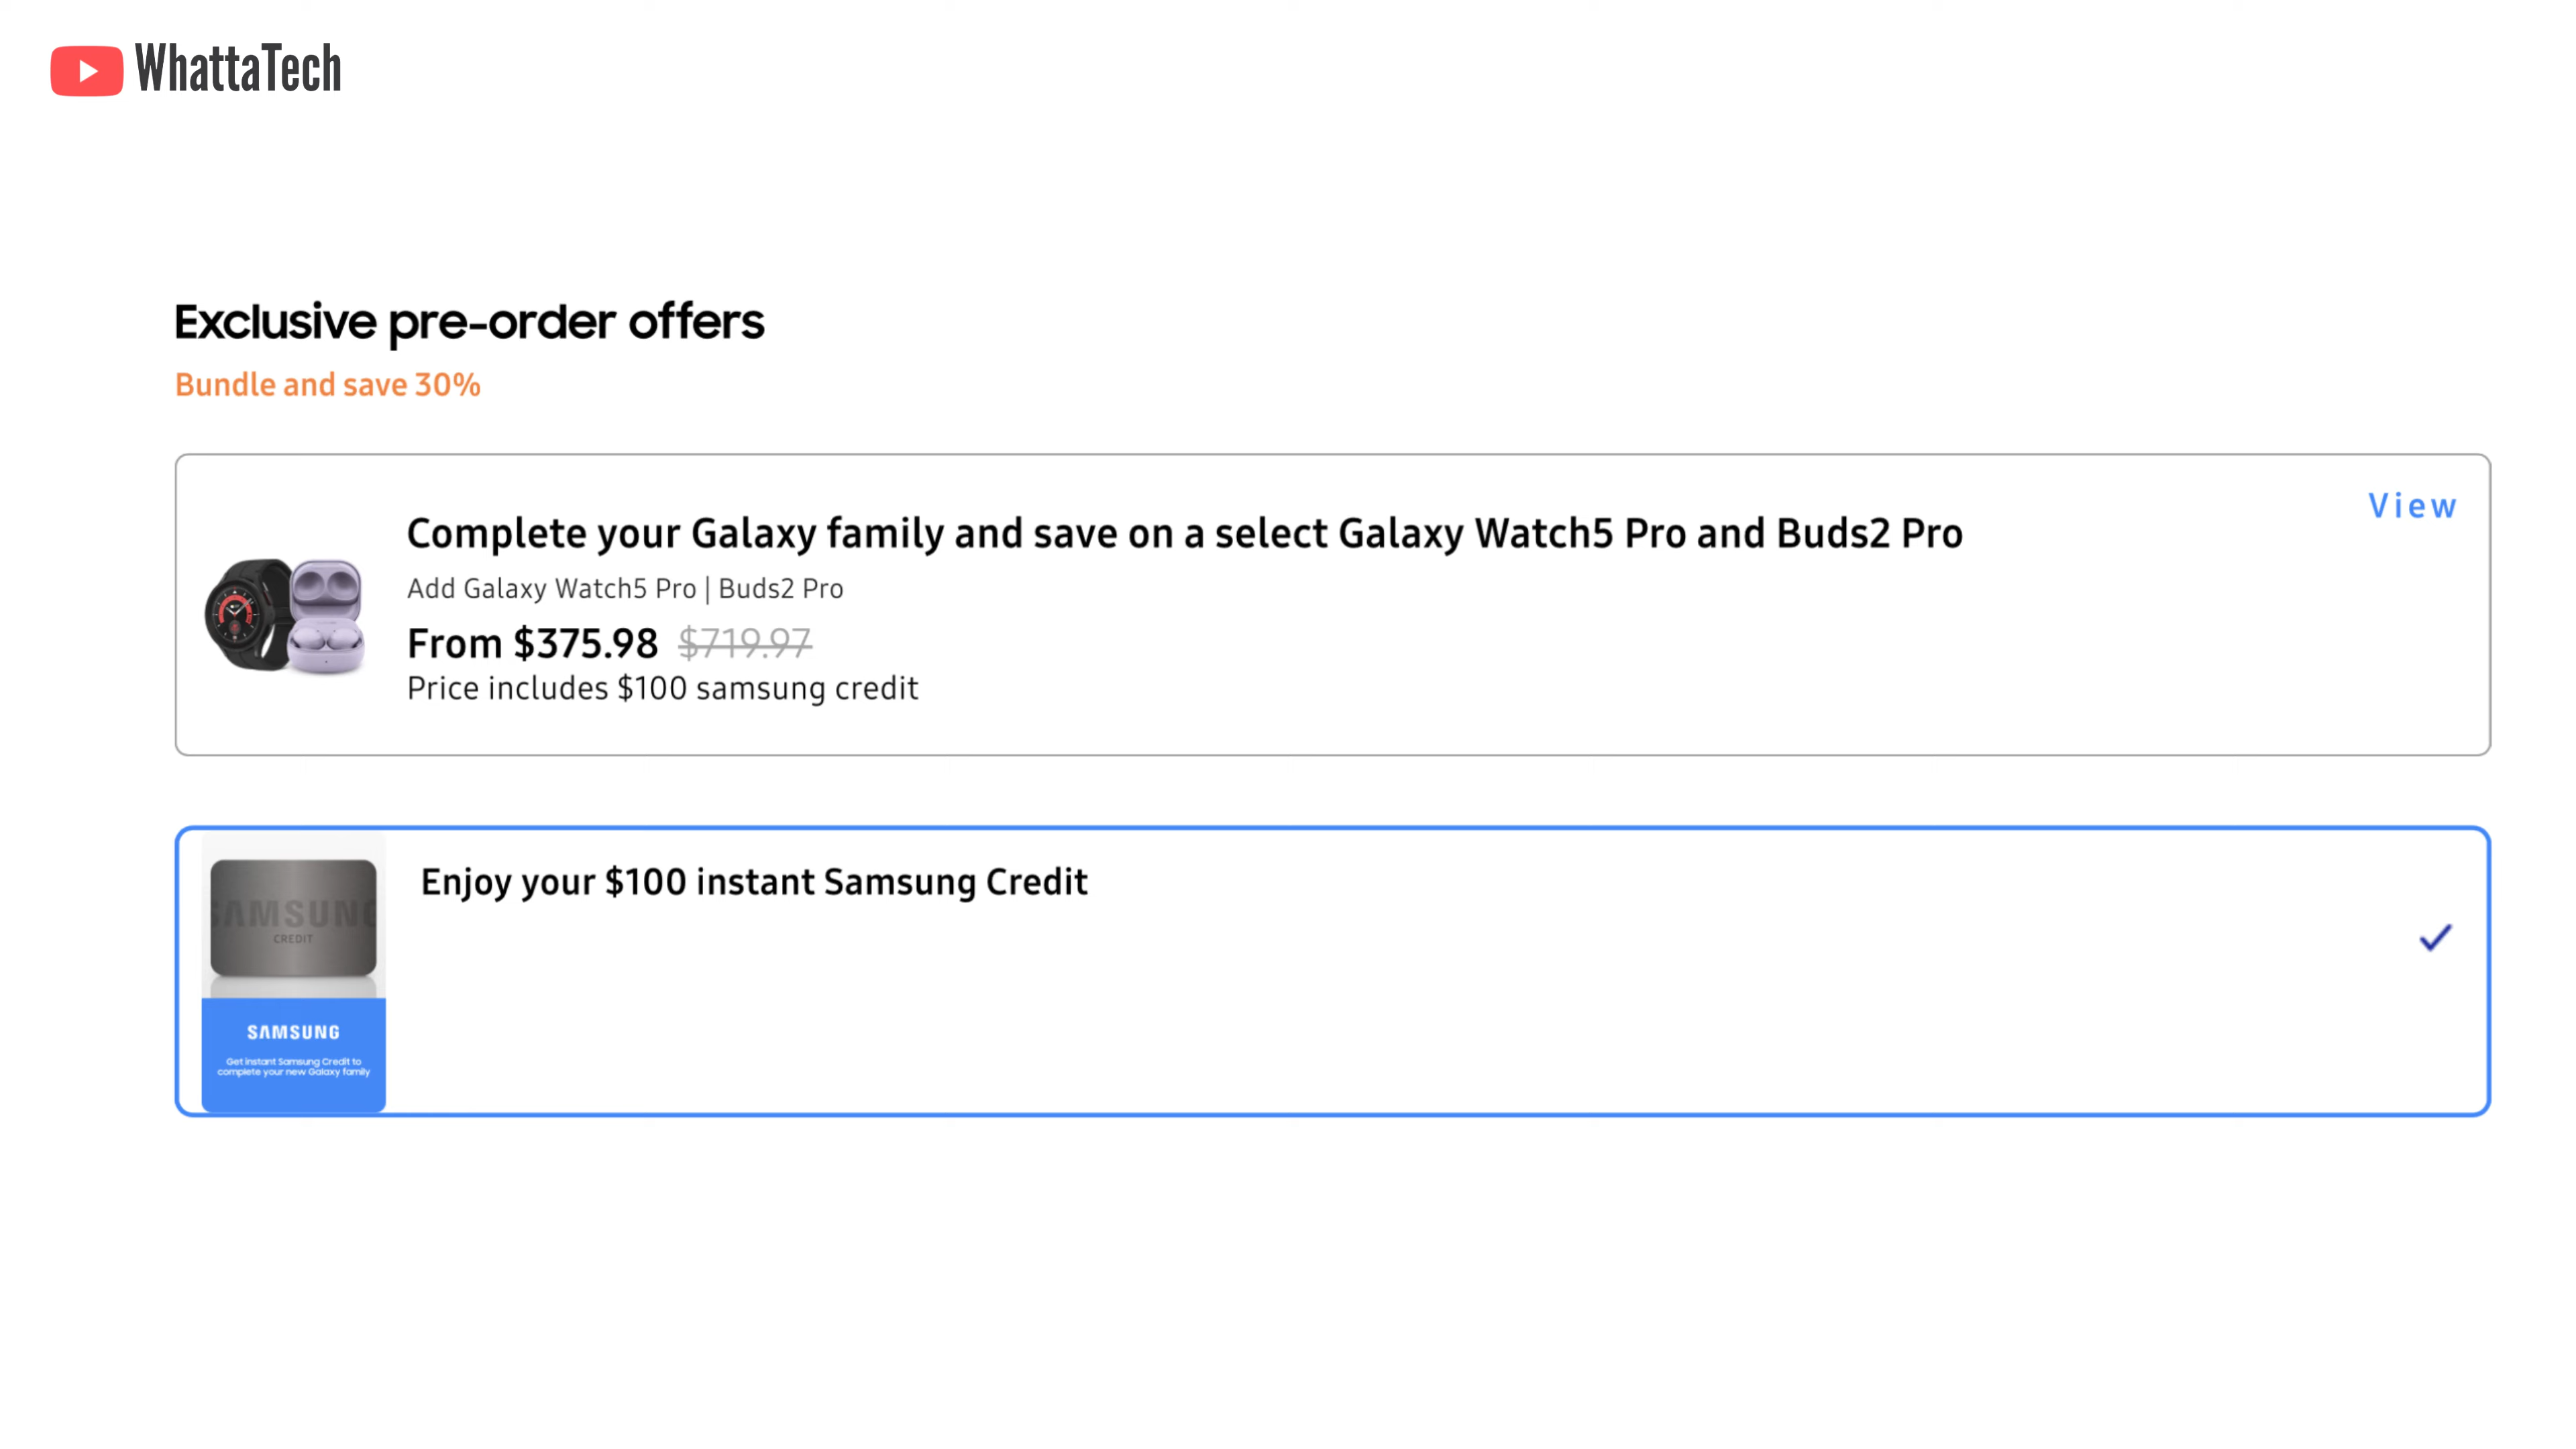 WhattaTech
Exclusive pre-order offers
Bundle and save 30%
View
Complete your Galaxy family and save on a select Galaxy Watch5 Pro and Buds2 Pro
Add Galaxy Watch5 Pro | Buds2 Pro
From $375.98 $719.97
Price includes $100 samsung credit
Enjoy your $100 instant Samsung Credit
SAMSUNG
CREDIT
SAMSUNG
Get instant Samsung Credit to
complete your new Galaxy family